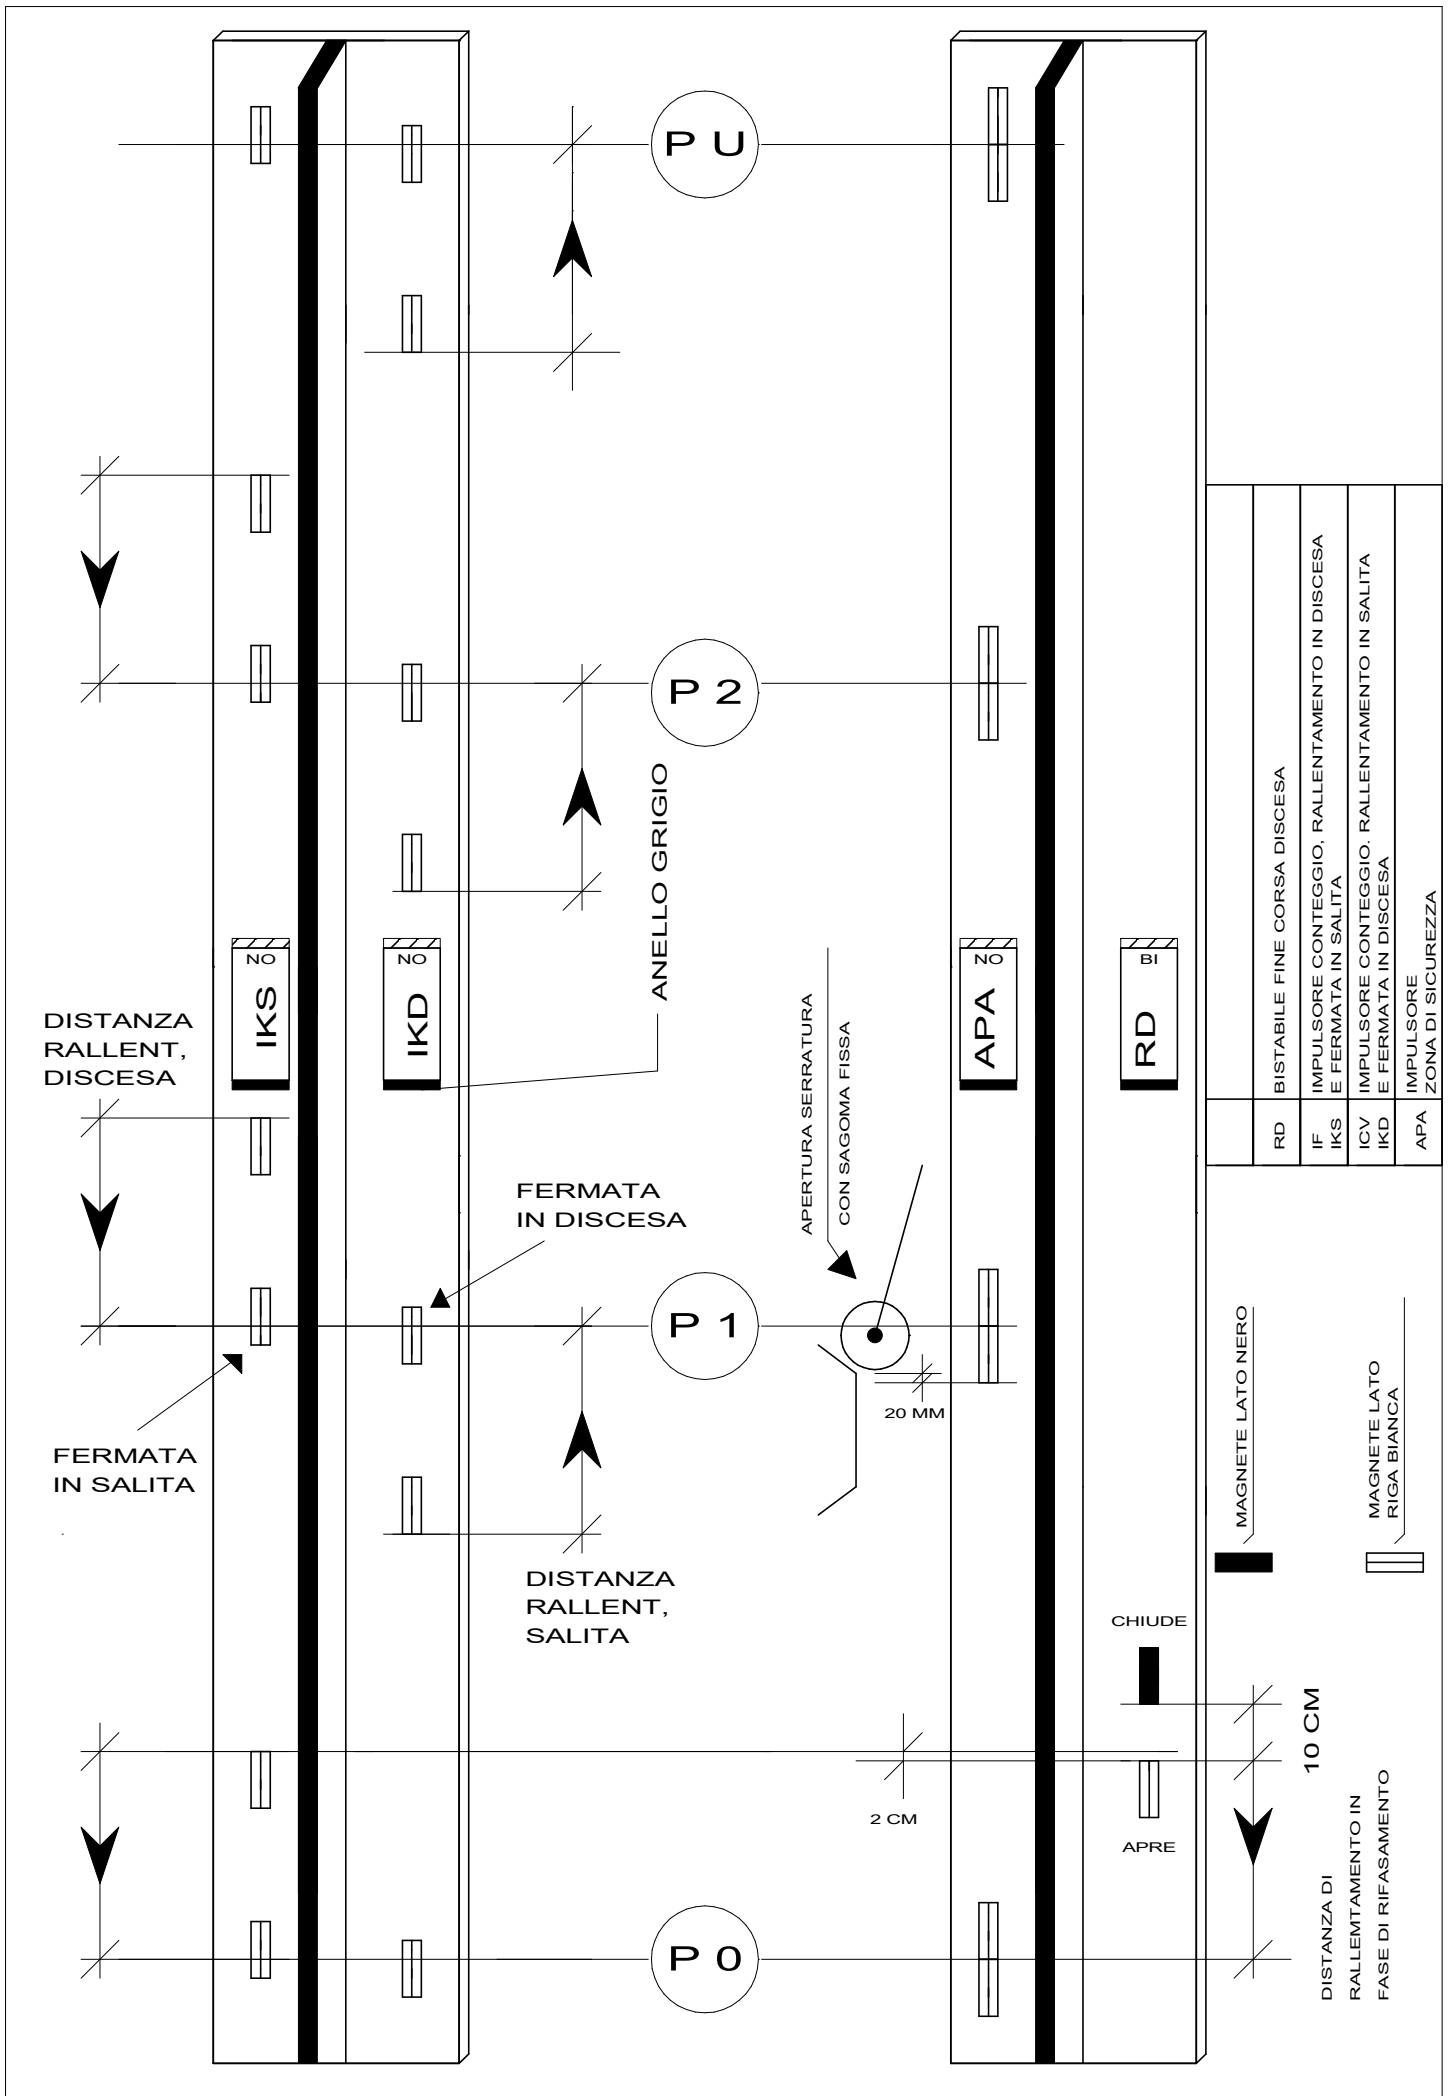 P U
P 2
ANELLO GRIGIO
NO
IKS
NO
IKD
NO
APA
BI
RD
DISTANZA
RALLENT,
DISCESA
APERTURA SERRATURA
CON SAGOMA FISSA
FERMATA
IN DISCESA
P 1
20 MM
FERMATA
IN SALITA
DISTANZA
RALLENT,
SALITA
RD BISTABILE FINE CORSA DISCESA
IF IMPULSORE CONTEGGIO, RALLENTAMENTO IN DISCESA
IKS E FERMATA IN SALITA
ICV IMPULSORE CONTEGGIO. RALLENTAMENTO IN SALITA
IKD E FERMATA IN DISCESA
APA IMPULSORE
ZONA DI SICUREZZA
MAGNETE LATO NERO
MAGNETE LATO
RIGA BIANCA
CHIUDE
10 CM
2 CM
APRE
DISTANZA DI
RALLEMTAMENTO IN
FASE DI RIFASAMENTO
P 0